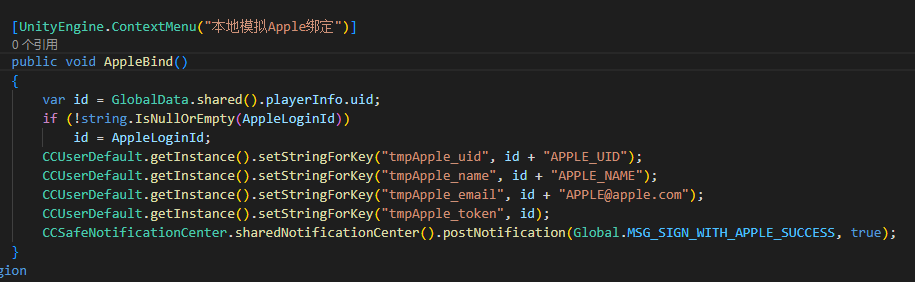 [UnityEngine.ContextMenu("本地模拟Apple绑定")]
0 个引用
public void AppleBind()
{
var id = GlobalData.shared().playerInfo.uid;
if (!string.IsNullOrEmpty(AppleLoginId))
id = AppleLoginId;
CCUserDefault.getInstance().setStringForKey("tmpApple_uid", id + "APPLE_UID");
CCUserDefault.getInstance().setStringForKey("tmpApple_name", id + "APPLE_NAME");
CCUserDefault.getInstance().setStringForKey("tmpApple_email", id + "APPLE@apple.com");
CCUserDefault.getInstance().setStringForKey("tmpApple_token", id);
CCSafeNotificationCenter.sharedNotificationCenter().postNotification(Global.MSG_SIGN_WITH_APPLE_SUCCESS, true);
}
gion